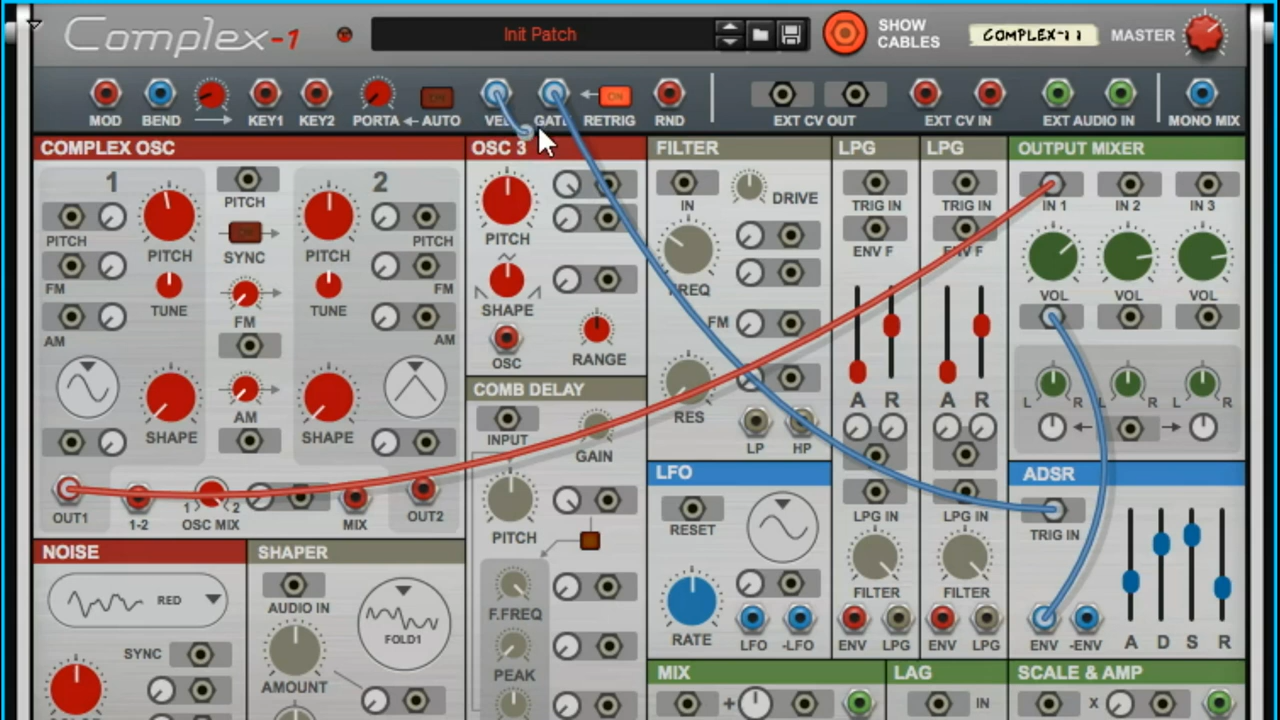 Complex-1
Init Patch
SHOW
CABLES
COMPLEX-1 1
MASTER
MOD BEND KEY1 KEY2 PORTA AUTO VEL GATE RETRIG RND EXT CV OUT EXT CV IN EXT AUDIO IN MONO MIX
ON ON
COMPLEX OSC OSC 3 FILTER LPG LPG OUTPUT MIXER
1 2
PITCH IN DRIVE TRIG IN TRIG IN IN 1 IN 2 IN 3
PITCH PITCH PITCH PITCH PITCH
SYNC ON
ENV F ENV F
FM TUNE TUNE FM
FREQ
VOL VOL VOL
FM SHAPE FM
AM AM
OSC RANGE
L R L R L R
AM
COMB DELAY
RES
A R A R
SHAPE SHAPE
INPUT GAIN
LP HP
LFO ADSR
OUT1 1-2 1 2 OSC MIX MIX OUT2
RESET LPG IN LPG IN TRIG IN
PITCH
NOISE SHAPER
RED AUDIO IN
FILTER FILTER
F.FREQ
FOLD1
RATE LFO -LFO ENV LPG ENV LPG ENV -ENV A D S R
SYNC
PEAK
AMOUNT
MIX LAG SCALE & AMP
+ IN X